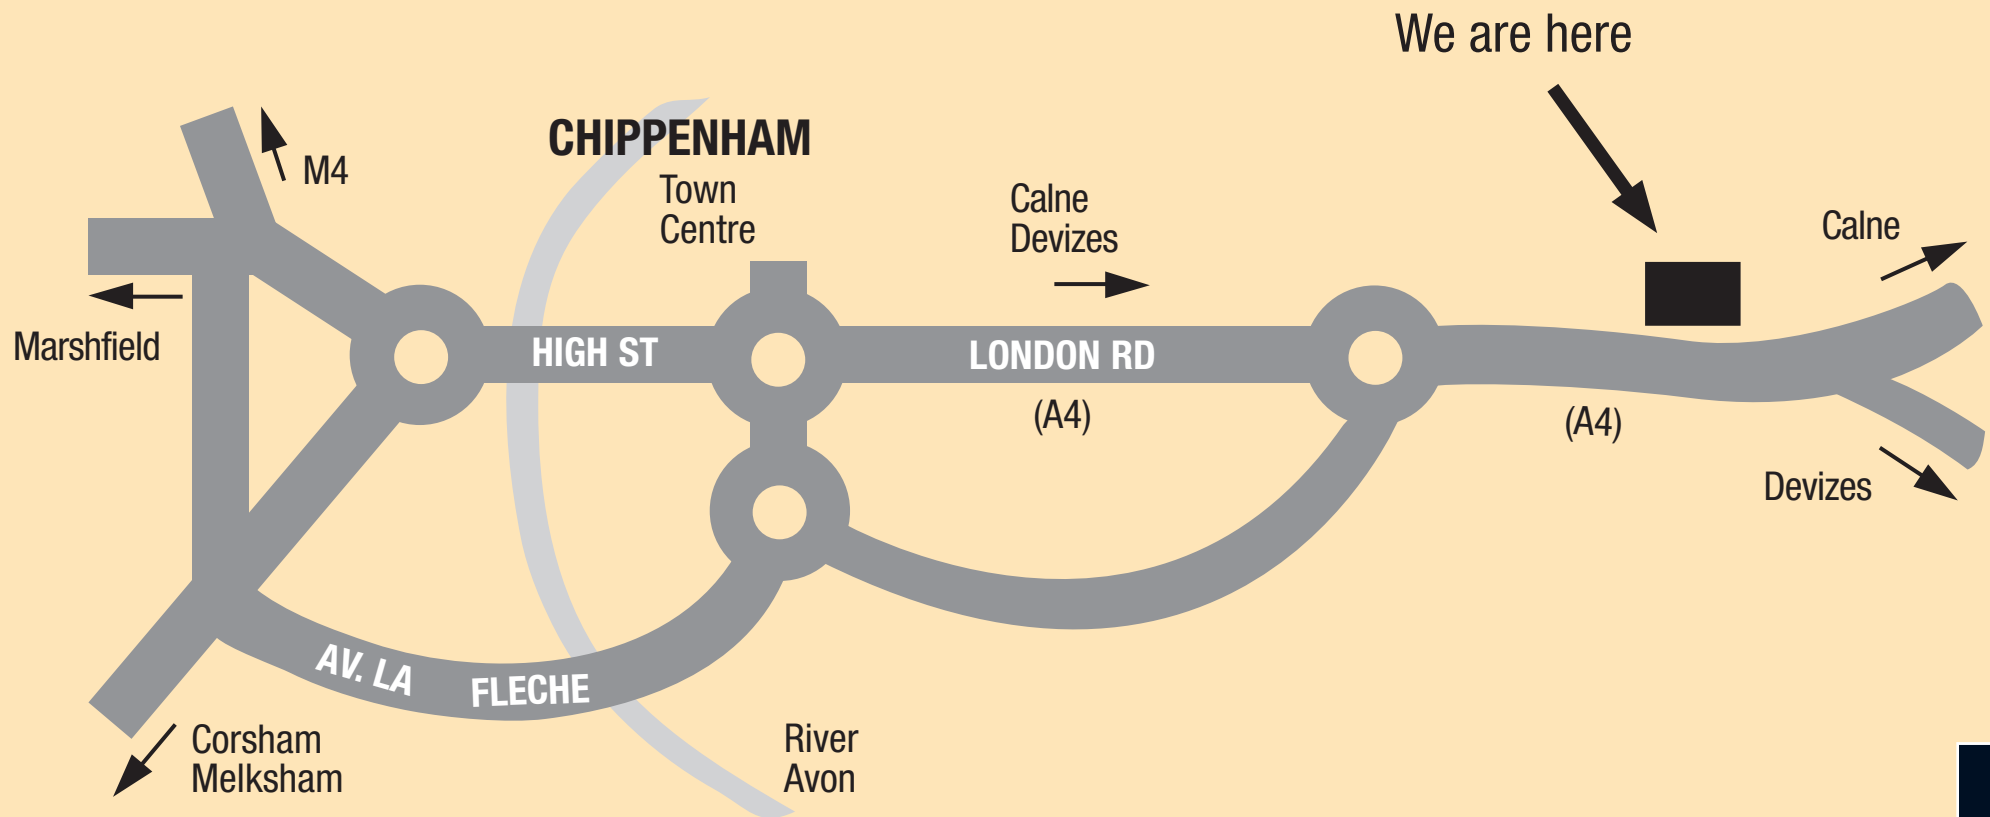 We are here
CHIPPENHAM
M4
Town
Centre
Calne
Devizes
Calne
Marshfield
HIGH ST
LONDON RD
(A4)
(A4)
Devizes
AV. LA FLECHE
Corsham
Melksham
River
Avon